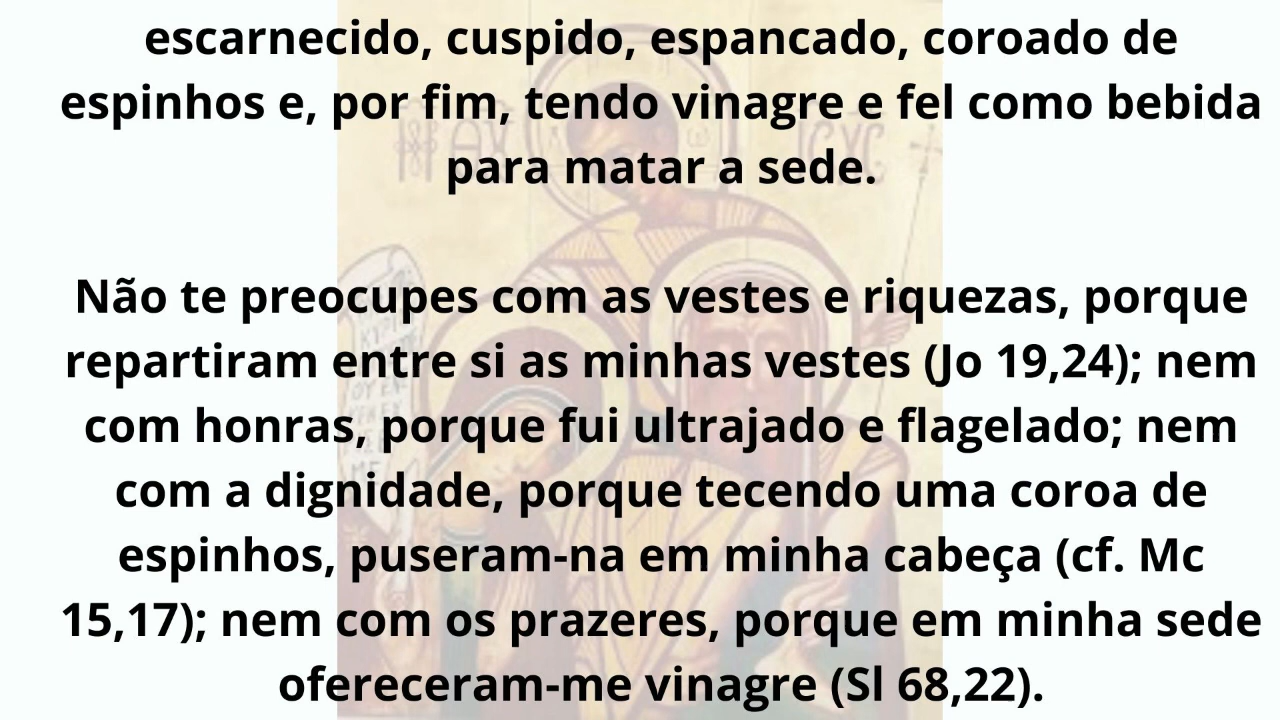 escarnecido, cuspido, espancado, coroado de
espinhos e, por fim, tendo vinagre e fel como bebida
para matar a sede.
Não te preocupes com as vestes e riquezas, porque
repartiram entre si as minhas vestes (Jo 19,24); nem
com honras, porque fui ultrajado e flagelado; nem
com a dignidade, porque tecendo uma coroa de
espinhos, puseram-na em minha cabeça (cf. Mc
15,17); nem com os prazeres, porque em minha sede
ofereceram-me vinagre (Sl 68,22).